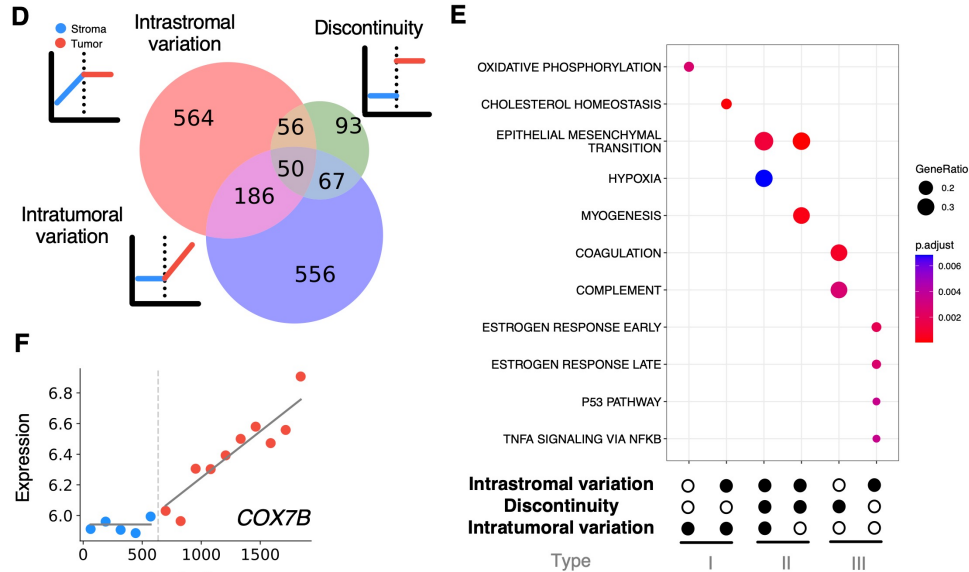 D
Stroma
Tumor
Intrastromal
variation
Discontinuity
564
56
93
50
67
186
Intratumoral
variation
556
E
OXIDATIVE PHOSPHORYLATION
CHOLESTEROL HOMEOSTASIS
EPITHELIAL MESENCHYMAL
TRANSITION
HYPOXIA
MYOGENESIS
COAGULATION
COMPLEMENT
ESTROGEN RESPONSE EARLY
ESTROGEN RESPONSE LATE
P53 PATHWAY
TNFA SIGNALING VIA NFKB
GeneRatio
0.2
0.3
p.adjust
0.006
0.004
0.002
Intrastromal variation
Discontinuity
Intratumoral variation
Type
I
II
III
F
Expression
6.8
6.6
6.4
6.2
6.0
COX7B
0
500
1000
1500